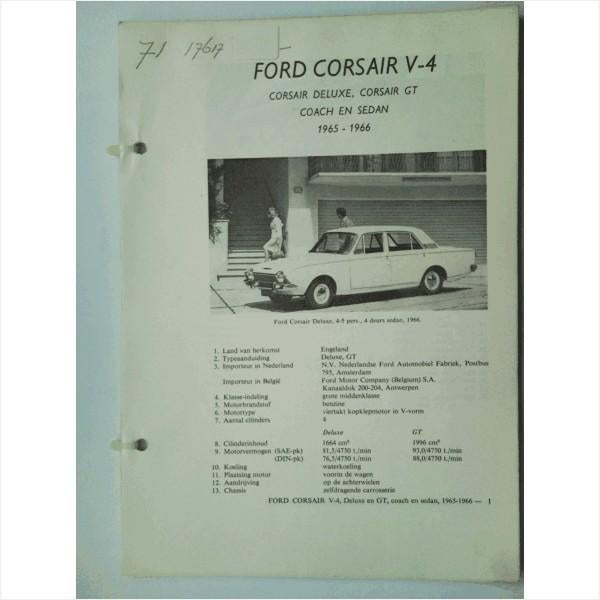 71 17617
FORD CORSAIR V-4
CORSAIR DELUXE, CORSAIR GT
COACH EN SEDAN
1965 - 1966
Ford Corsair Deluxe, 4-5 pers., 4 deurs sedan, 1966.
1. Land van herkomst Engeland
2. Typeaanduiding Deluxe, GT
3. Importeur in Nederland N.V. Nederlandse Ford Automobiel Fabriek, Postbus
795, Amsterdam
Importeur in België Ford Motor Company (Belgium) S.A.
Kanaaldok 200-204, Antwerpen
4. Klasse-indeling grote middenklasse
5. Motorbrandstof benzine
6. Motortype viertakt kopklepmotor in V-vorm
7. Aantal cilinders 4
Deluxe GT
8. Cilinderinhoud 1664 cm³ 1996 cm³
9. Motorvermogen (SAE-pk) 81,5/4750 t./min 93,0/4750 t./min
(DIN-pk) 76,5/4750 t./min 88,0/4750 t./min
10. Koeling waterkoeling
11. Plaatsing motor voorin de wagen
12. Aandrijving op de achterwielen
13. Chassis zelfdragende carrosserie
FORD CORSAIR V-4, Deluxe en GT, coach en sedan, 1965-1966 — 1